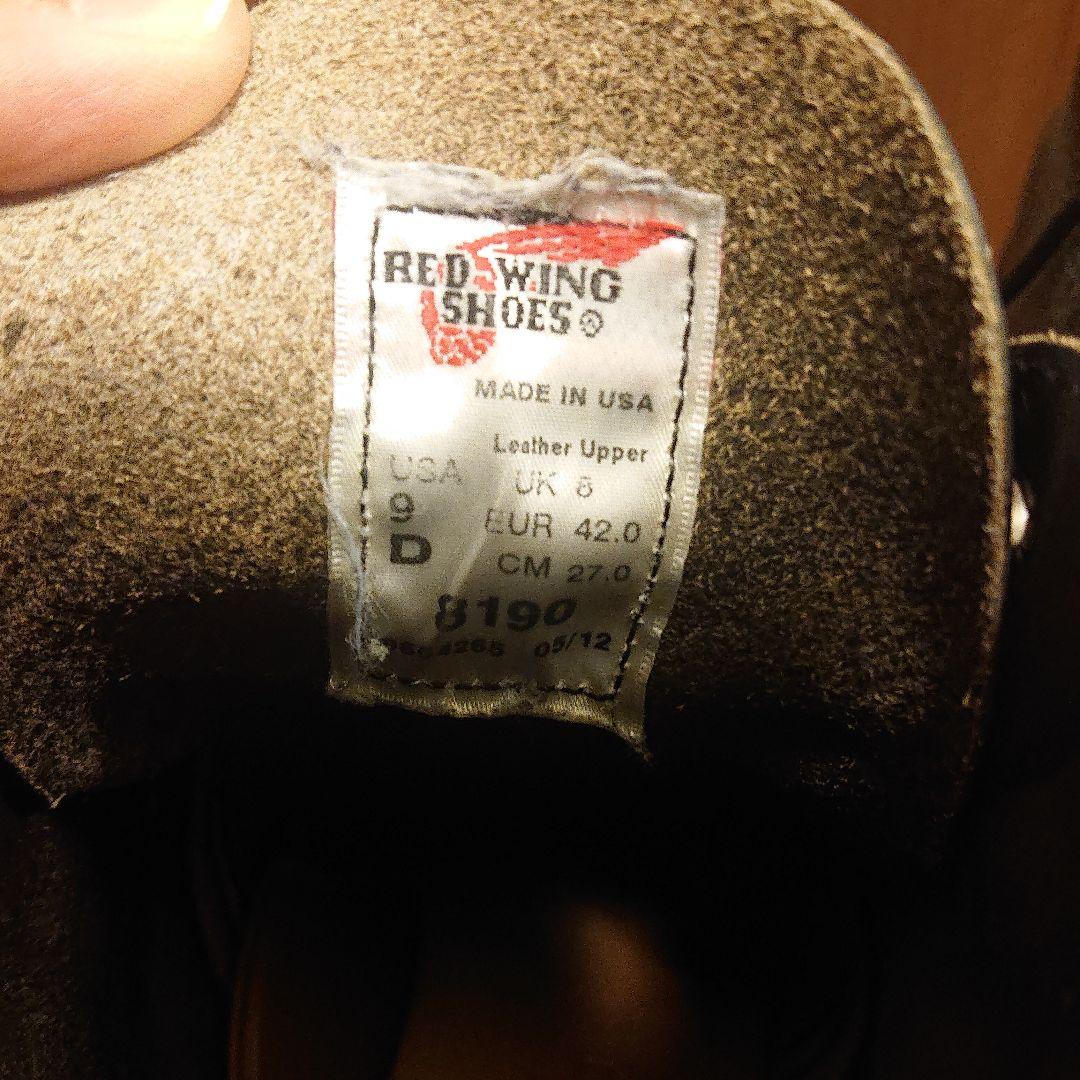 RED WING
SHOES
MADE IN USA
Leather Upper
USA UK 8
9 EUR 42.0
D CM 27.0
8190
05/12